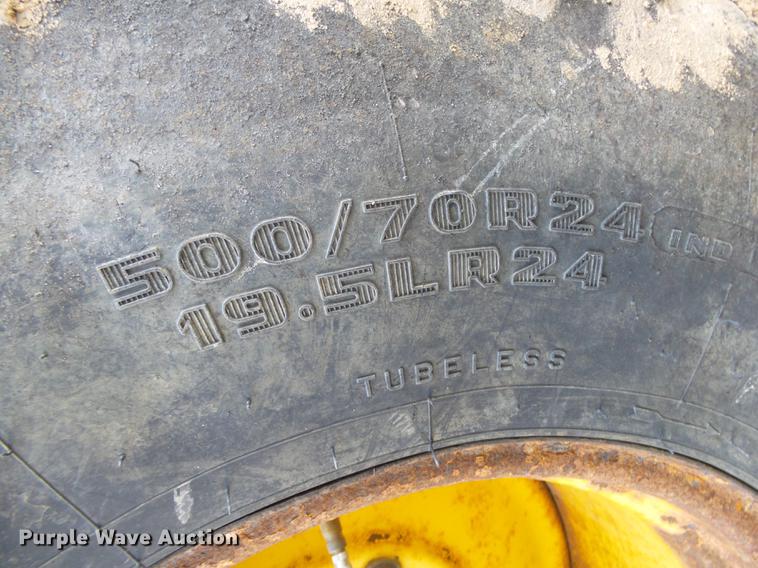 500/70R24 IND
19.5LR24
TUBELESS
Purple Wave Auction®